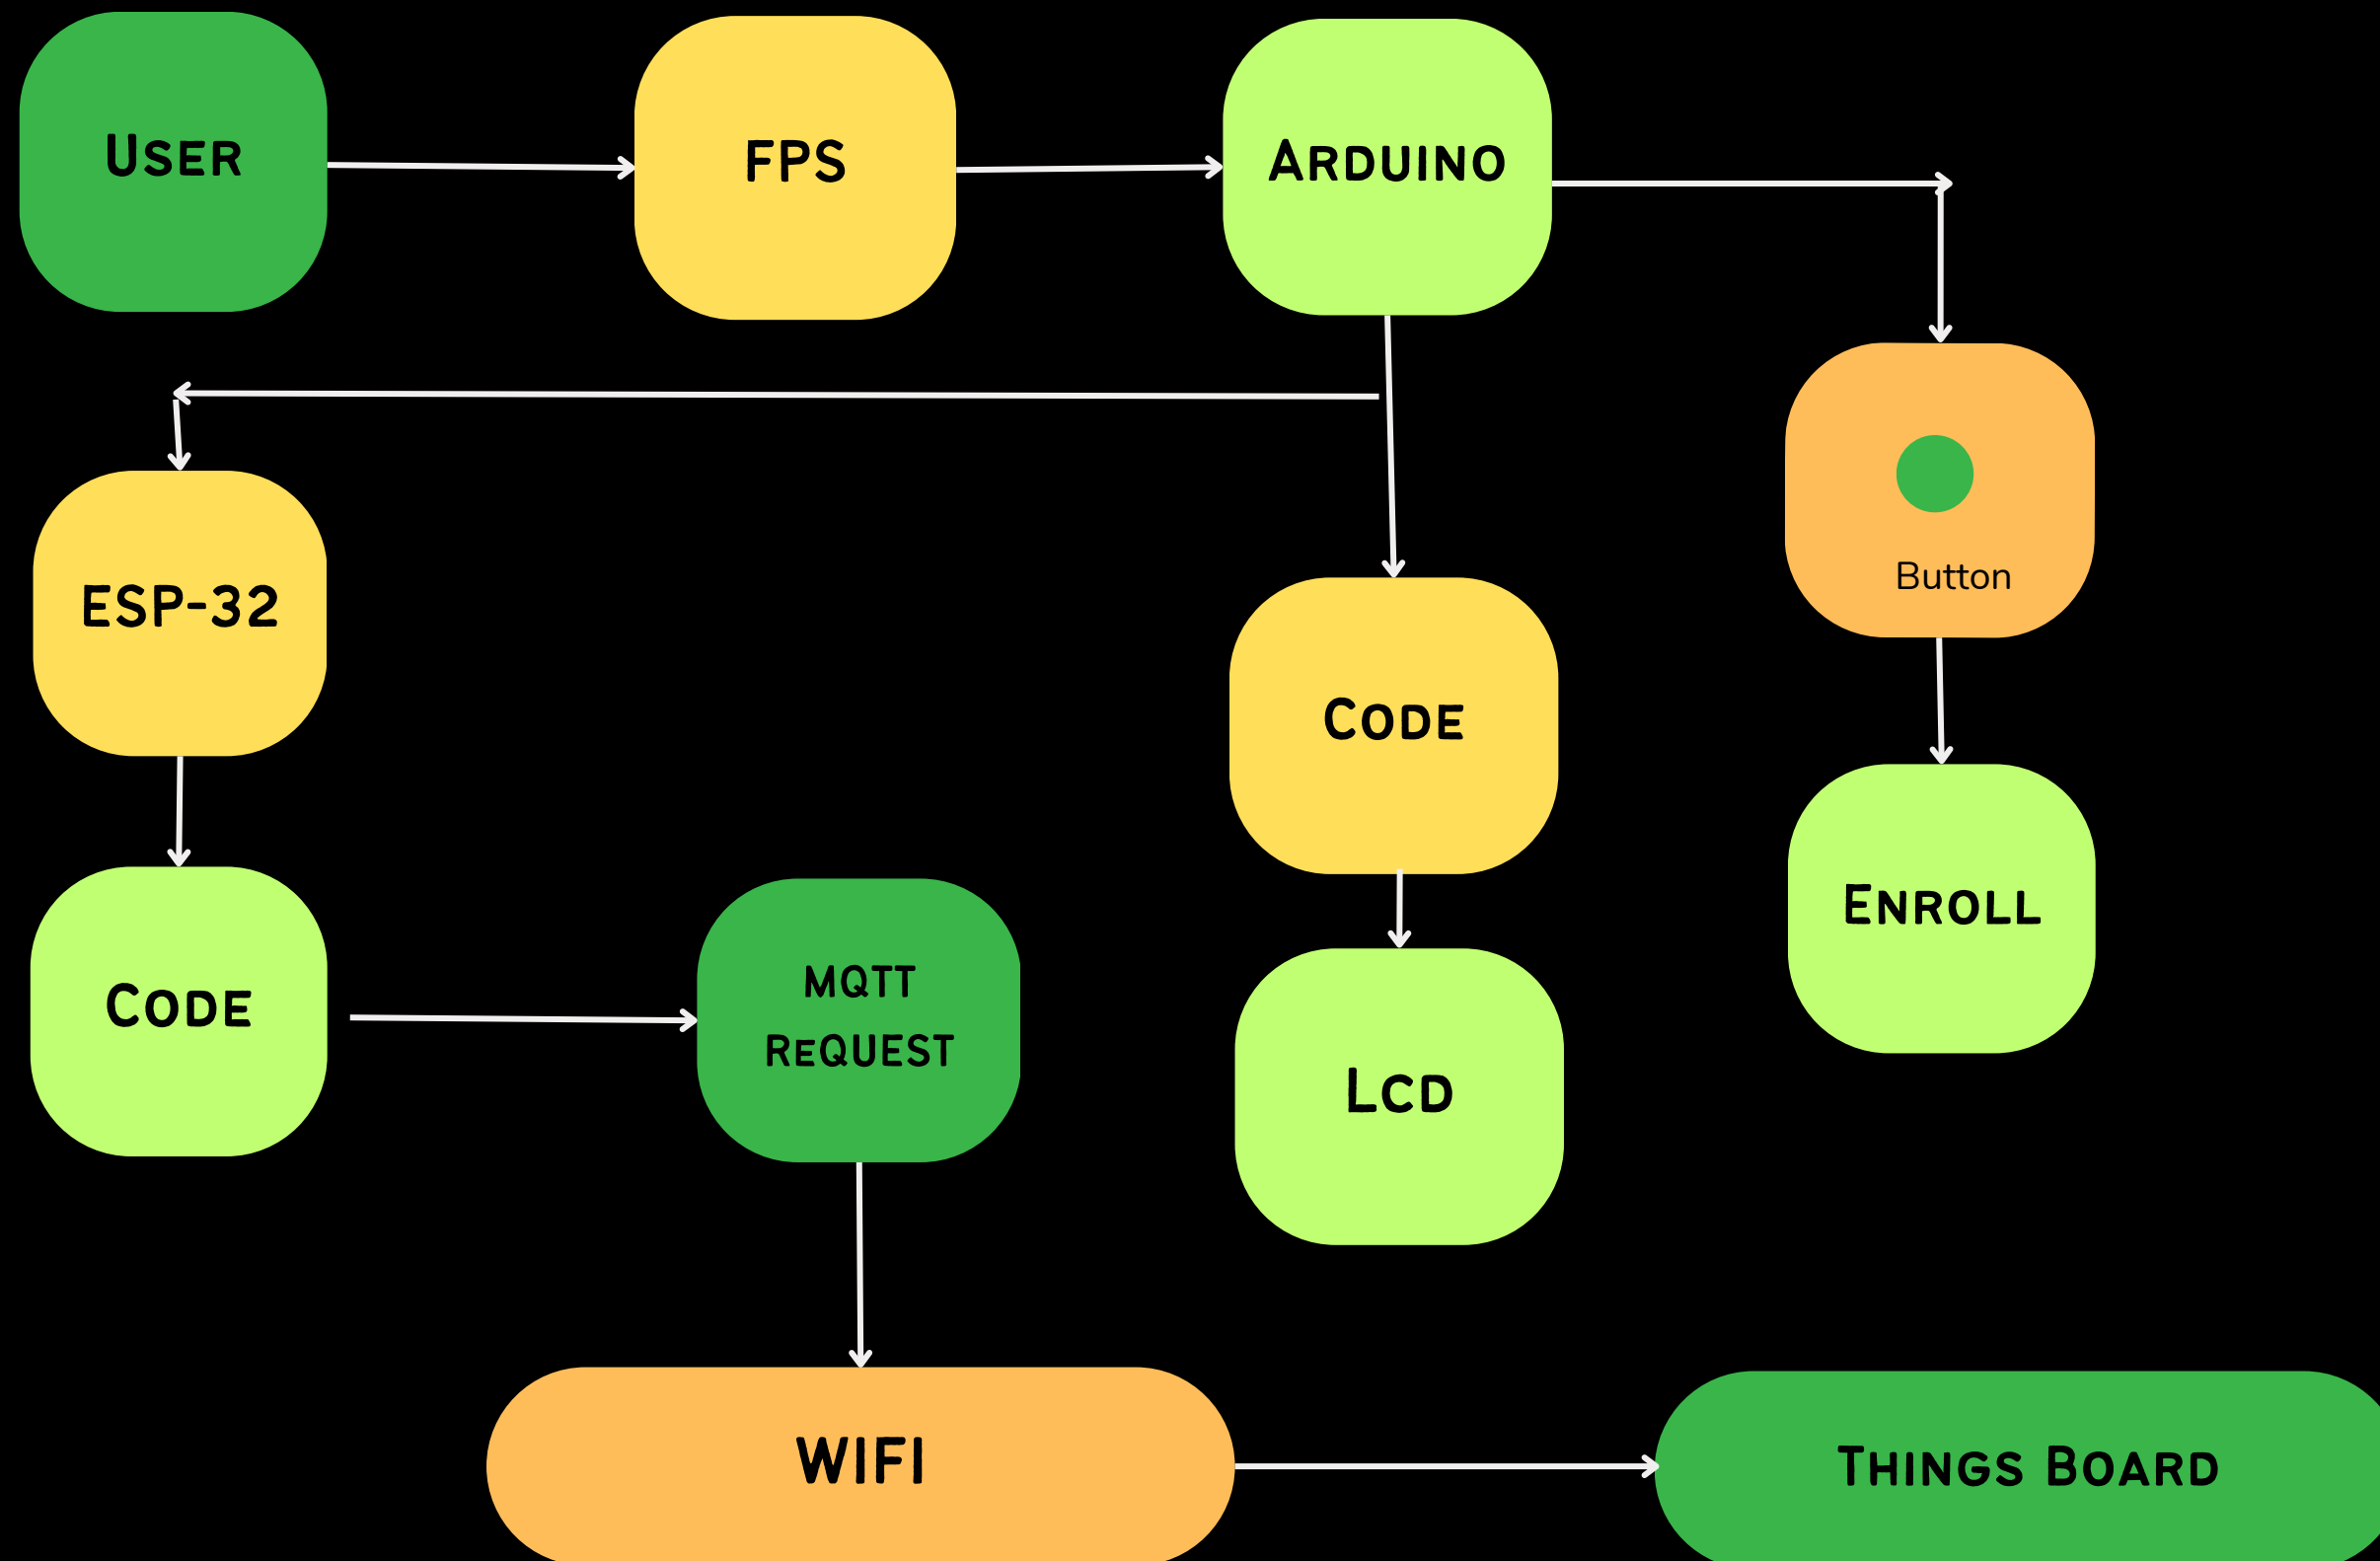 User
FPS
Arduino
ESP-32
Button
Code
Enroll
Code
MQTT
Request
Lcd
WIFI
Things Board